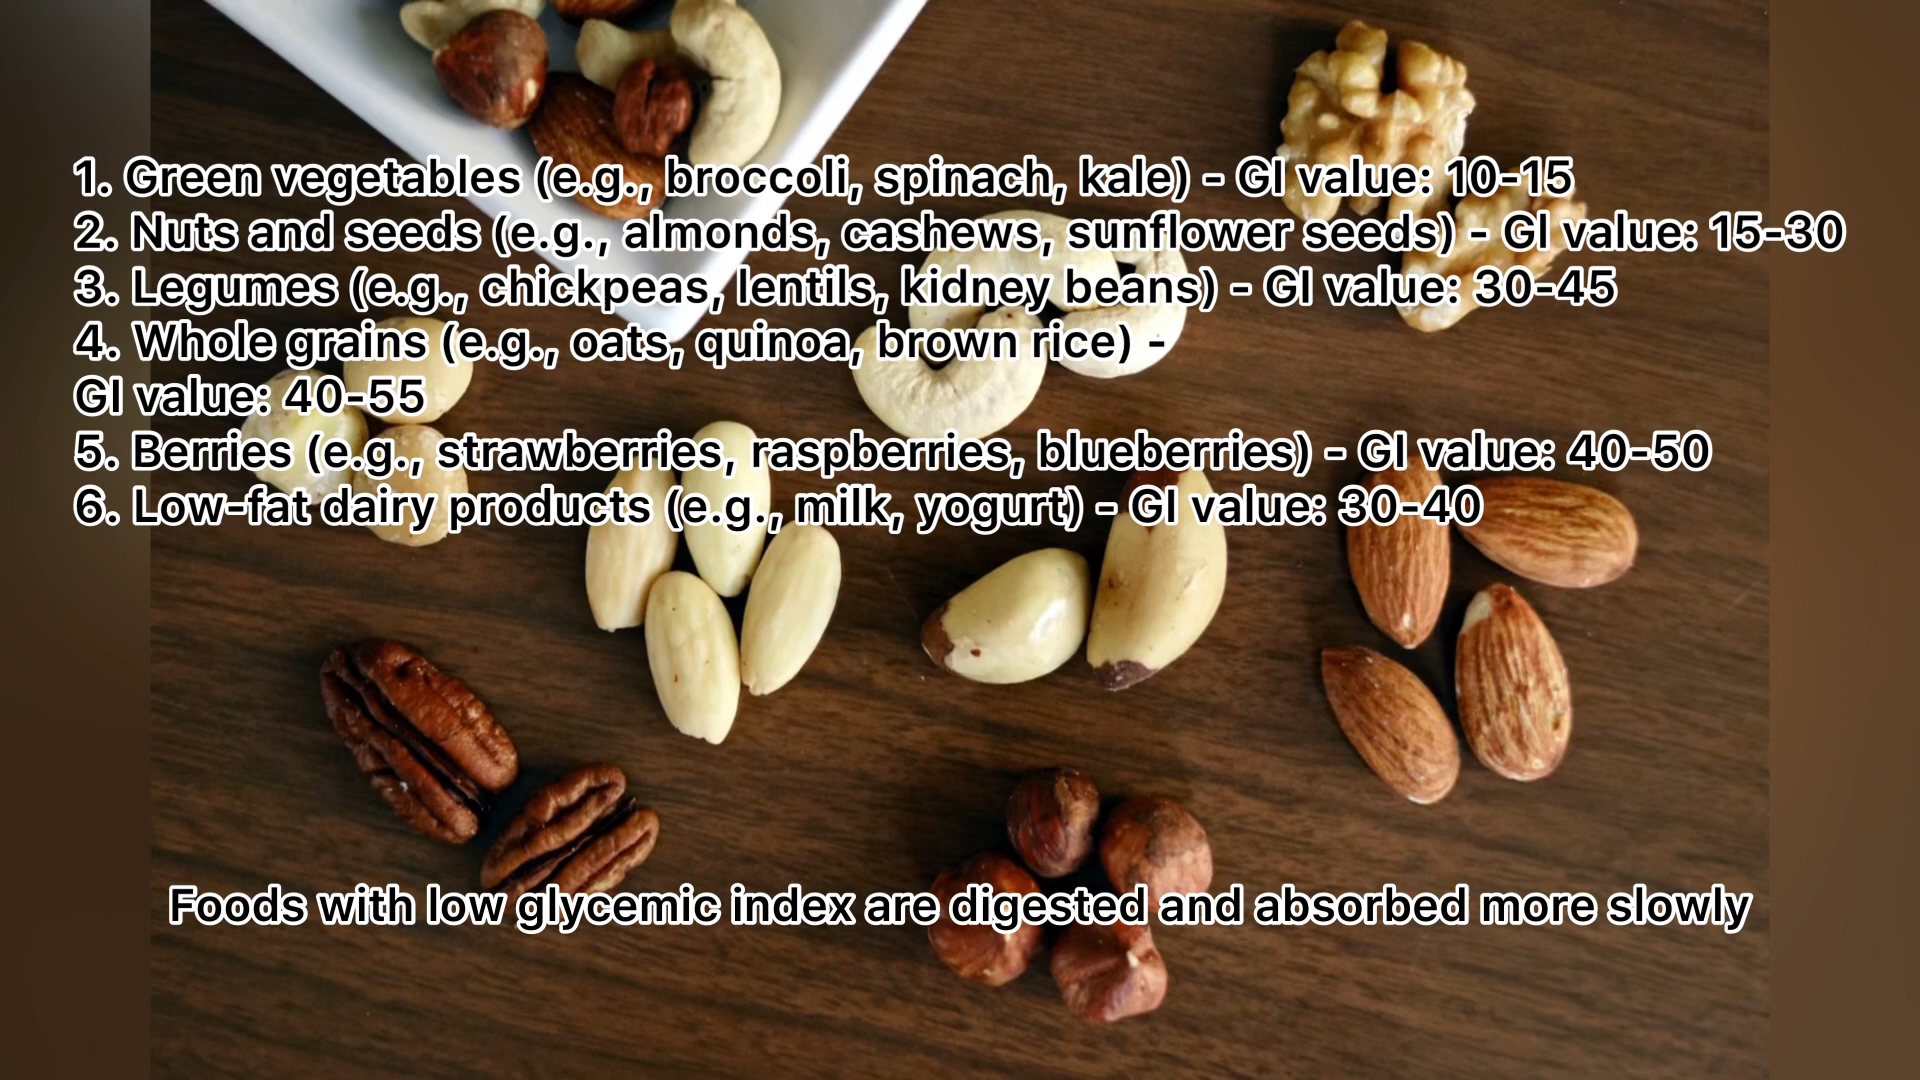 1. Green vegetables (e.g., broccoli, spinach, kale) - GI value: 10-15
2. Nuts and seeds (e.g., almonds, cashews, sunflower seeds) - GI value: 15-30
3. Legumes (e.g., chickpeas, lentils, kidney beans) - GI value: 30-45
4. Whole grains (e.g., oats, quinoa, brown rice) -
GI value: 40-55
5. Berries (e.g., strawberries, raspberries, blueberries) - GI value: 40-50
6. Low-fat dairy products (e.g., milk, yogurt) - GI value: 30-40
Foods with low glycemic index are digested and absorbed more slowly